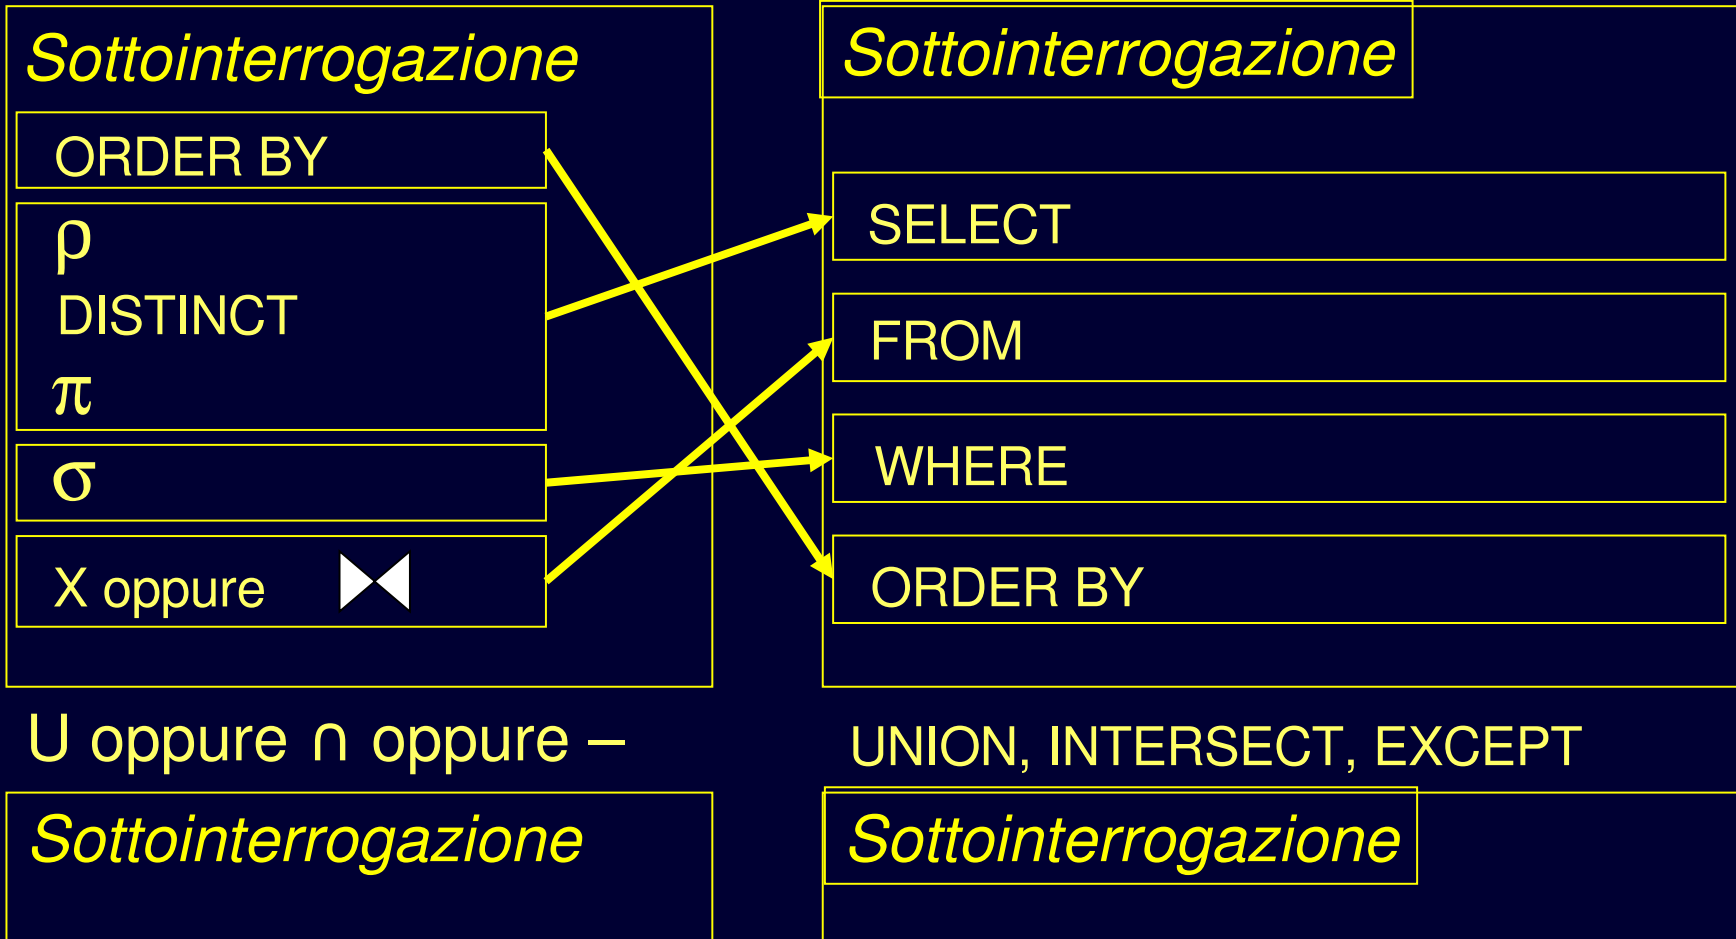 Sottointerrogazione
ORDER BY
ρ
DISTINCT
π
σ
X oppure
U oppure ∩ oppure –
Sottointerrogazione
Sottointerrogazione
SELECT
FROM
WHERE
ORDER BY
UNION, INTERSECT, EXCEPT
Sottointerrogazione